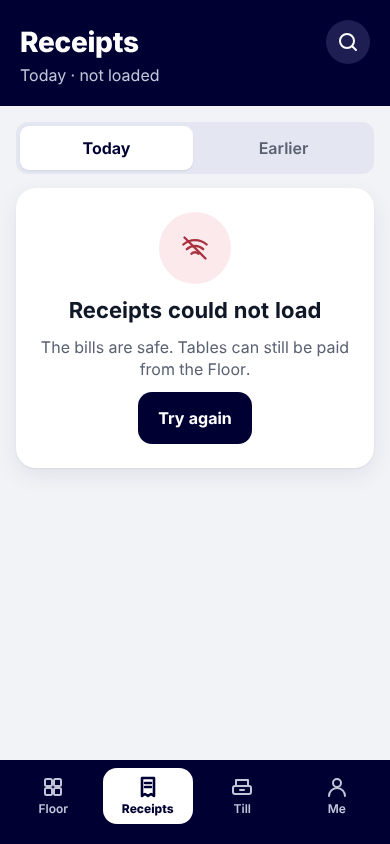 Receipts
Today · not loaded
Today
Earlier
Receipts could not load
The bills are safe. Tables can still be paid
from the Floor.
Try again
Floor
Receipts
Till
Me